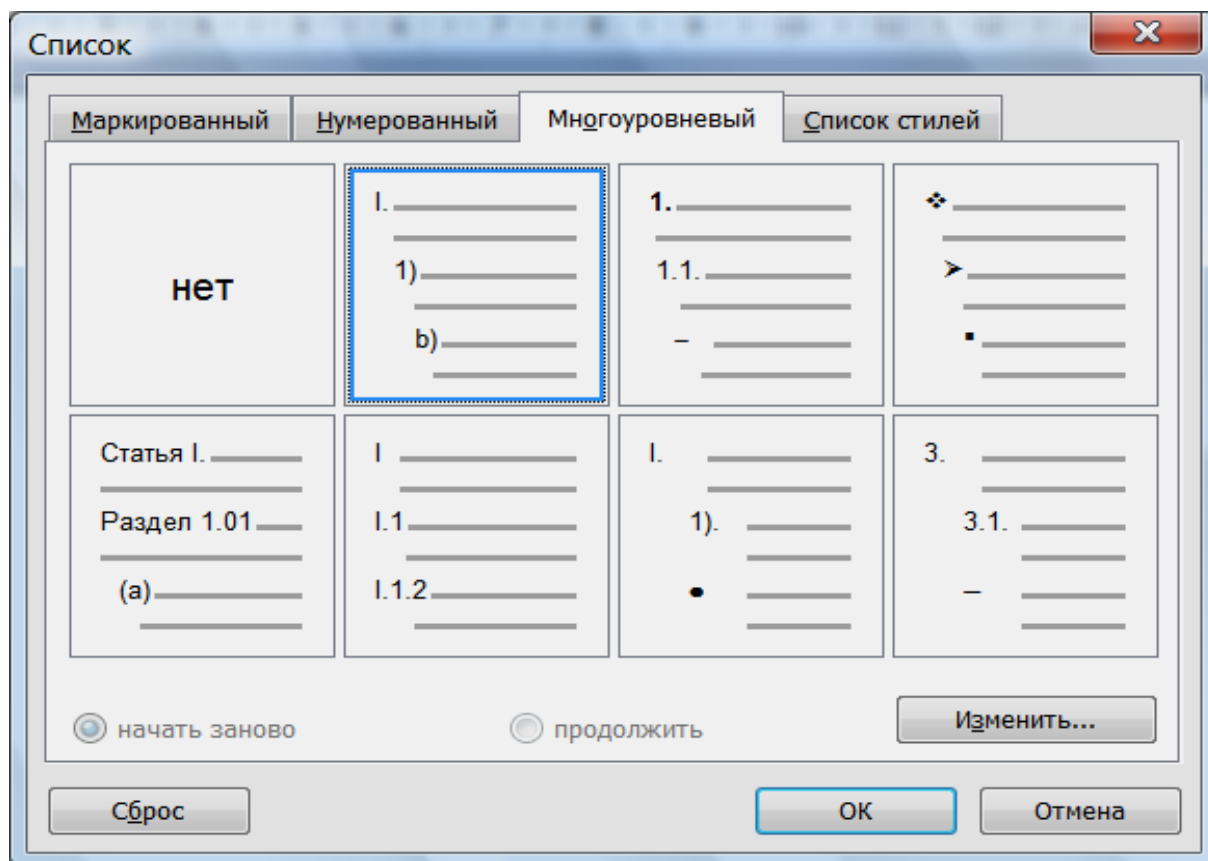 Список
Маркированный Нумерованный Многоуровневый Список стилей
нет
I.
1)
b)
1.
1.1.
–
Статья I.
Раздел 1.01
(a)
I
I.1
I.1.2
I.
1).
3.
3.1.
–
начать заново продолжить Изменить...
Сброс ОК Отмена